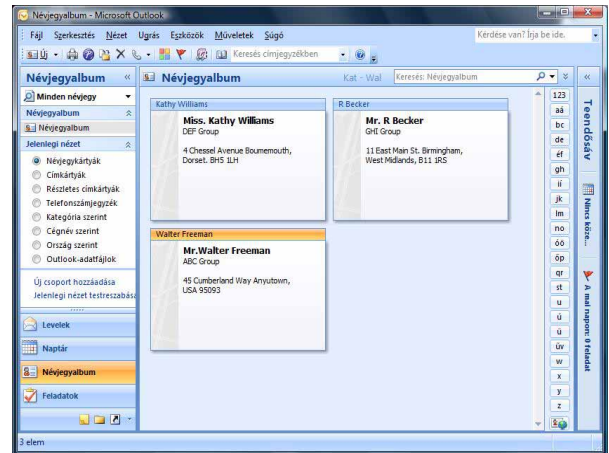 Névjegyalbum - Microsoft Outlook
Fájl Szerkesztés Nézet Ugrás Eszközök Műveletek Súgó
Kérdése van? Írja be ide.
Új
Keresés címjegyzékben
Névjegyalbum «
Minden névjegy
Névjegyalbum
Névjegyalbum
Jelenlegi nézet
Névjegykártyák
Címkártyák
Részletes címkártyák
Telefonszámjegyzék
Kategória szerint
Cégnév szerint
Ország szerint
Outlook-adatfájlok
Új csoport hozzáadása
Jelenlegi nézet testreszabása
Levelek
Naptár
Névjegyalbum
Feladatok
Névjegyalbum
Kat - Wal
Keresés: Névjegyalbum
Kathy Williams
Miss. Kathy Williams
DEF Group
4 Chessel Avenue Bournemouth,
Dorset. BH5 1LH
R Becker
Mr. R Becker
GHI Group
11 East Main St. Birmingham,
West Midlands, B11 1RS
Walter Freeman
Mr.Walter Freeman
ABC Group
45 Cumberland Way Anyutown,
USA 95093
123
aá
bc
de
éf
gh
ií
jk
lm
no
óö
őp
qr
st
u
ú
ü
űv
w
x
y
z
«
Teendősáv
Nincs köze...
A mai napon: 0 feladat
3 elem